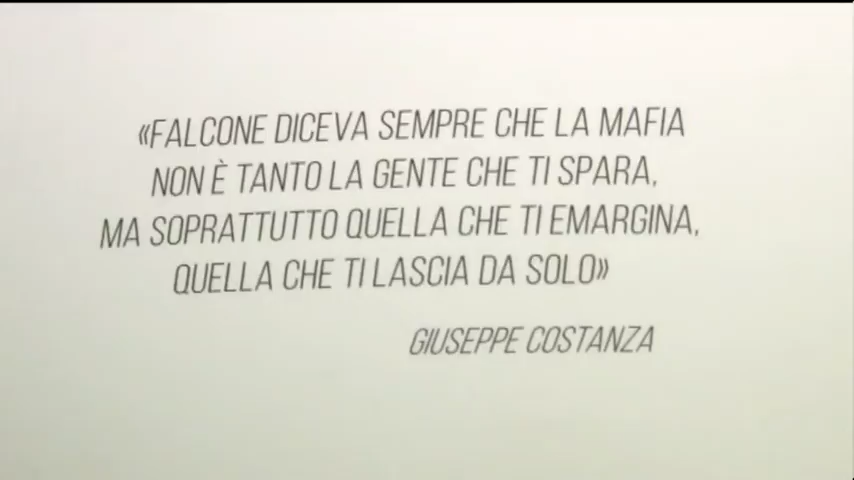 «FALCONE DICEVA SEMPRE CHE LA MAFIA
NON È TANTO LA GENTE CHE TI SPARA,
MA SOPRATTUTTO QUELLA CHE TI EMARGINA,
QUELLA CHE TI LASCIA DA SOLO»
GIUSEPPE COSTANZA